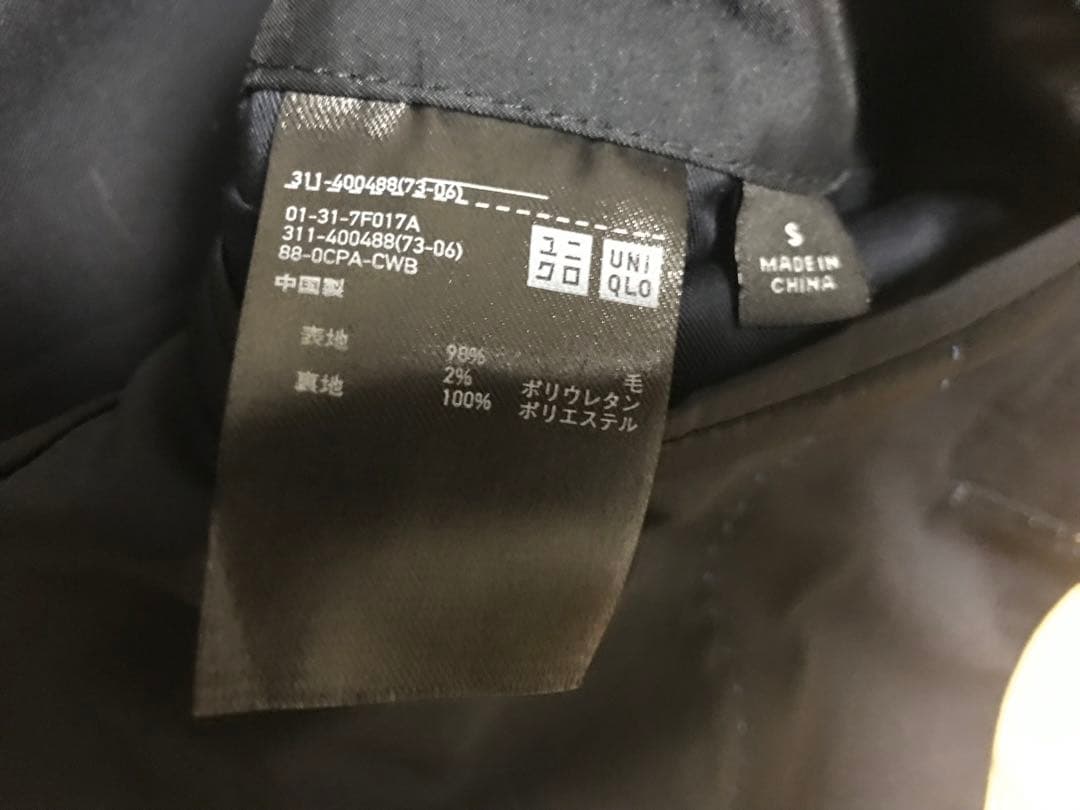 311-400488(73-06)
01-31-7F017A
311-400488(73-06)
88-0CPA-CWB
中国製
ユニ
クロ
UNI
QLO
表地 98% 毛
2% ポリウレタン
裏地 100% ポリエステル
S
MADE IN
CHINA